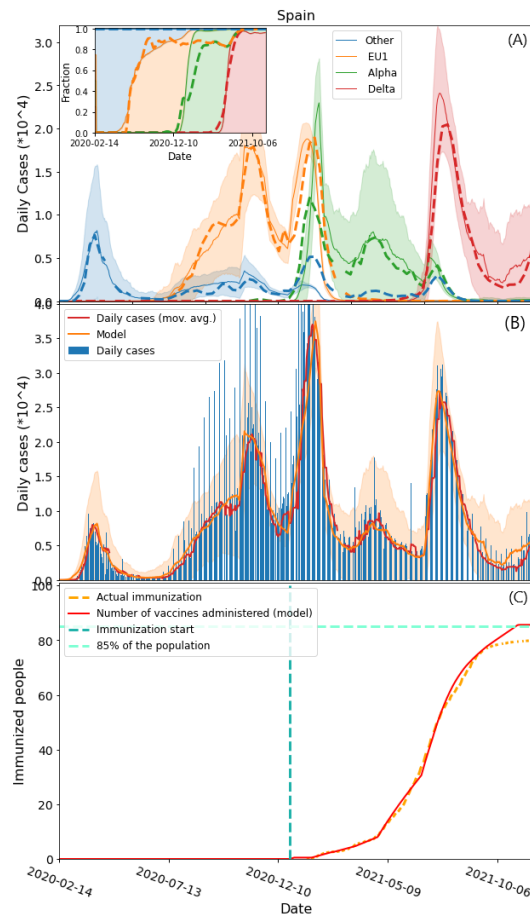 Spain
(A)
Other
EU1
Alpha
Delta
Daily Cases (*10^4)
3.0
2.5
2.0
1.5
1.0
0.5
0.0
Fraction
1.0
0.8
0.6
0.4
0.2
0.0
2020-02-14 2020-12-10 2021-10-06
Date
(B)
Daily cases (mov. avg.)
Model
Daily cases
Daily cases (*10^4)
4.0
3.5
3.0
2.5
2.0
1.5
1.0
0.5
0.0
(C)
Actual immunization
Number of vaccines administered (model)
Immunization start
85% of the population
Immunized people
100
80
60
40
20
0
2020-02-14 2020-07-13 2020-12-10 2021-05-09 2021-10-06
Date